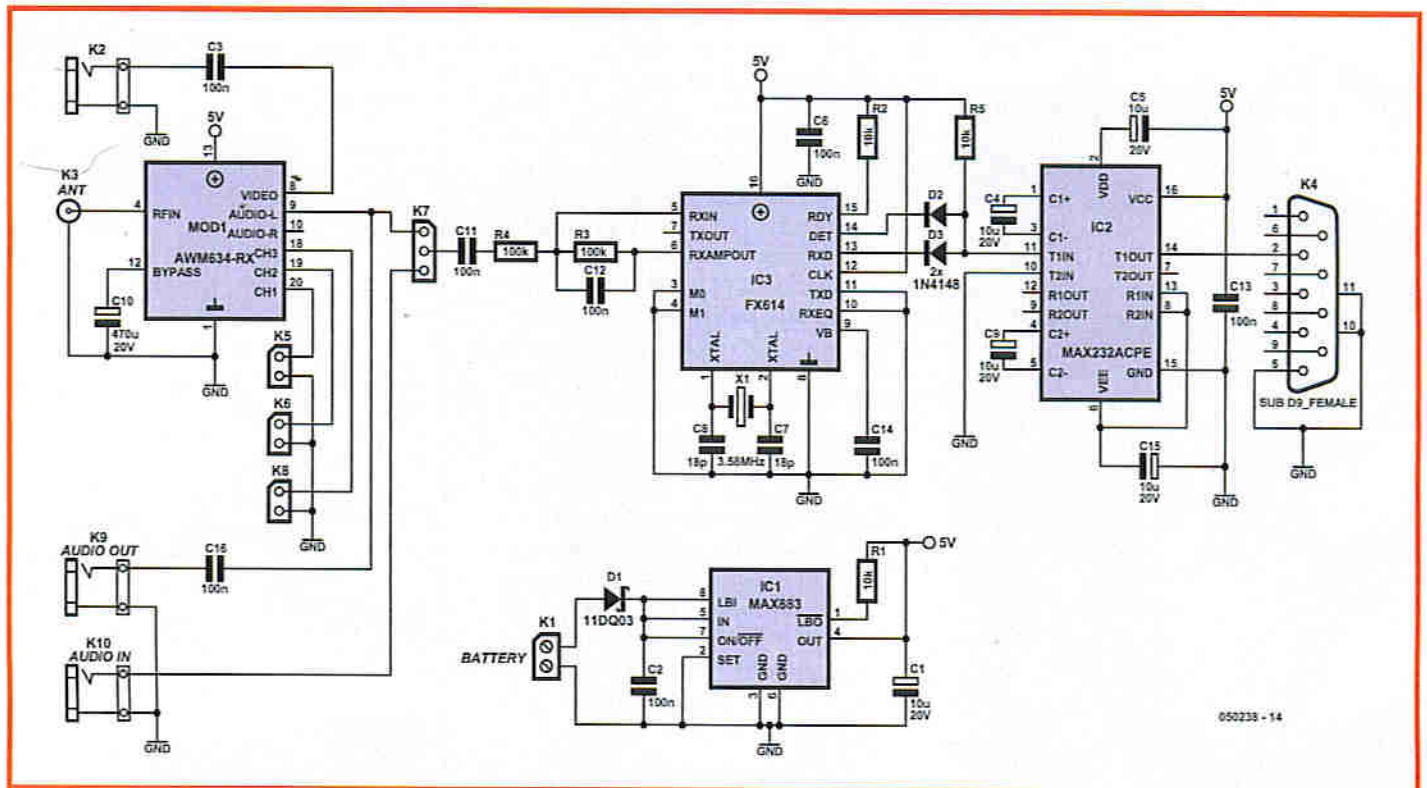 K2
C3
100n
GND
5V
13
K3
ANT
4
RFIN
VIDEO
8
AUDIO-L
9
MOD1
AUDIO-R
10
AWM634-RX
CH3
18
12
BYPASS
CH2
19
CH1
20
C10
470u
20V
1
GND
K5
K6
K8
GND
K7
C11
100n
R4
100k
R3
100k
C12
100n
5V
C6
100n
GND
R2
10k
R5
10k
16
5
RXIN
RDY
15
7
TXOUT
DET
14
6
RXAMPOUT
RXD
13
IC3
CLK
12
3
M0
FX614
TXD
11
4
M1
RXEQ
10
VB
9
XTAL
XTAL
1
2
8
X1
C8
18p
3.58MHz
C7
18p
C14
100n
GND
D2
D3
2x
1N4148
GND
5V
C5
10u
20V
2
VDD
C4
10u
20V
1
C1+
VCC
16
3
C1-
IC2
11
T1IN
T1OUT
14
10
T2IN
T2OUT
7
12
R1OUT
R1IN
13
9
R2OUT
R2IN
8
4
C2+
MAX232ACPE
C9
10u
20V
5
C2-
GND
15
VEE
6
C13
100n
C15
10u
20V
GND
K4
1
6
2
7
3
8
4
9
5
11
10
SUB D9_FEMALE
GND
K9
AUDIO OUT
C16
100n
K10
AUDIO IN
GND
BATTERY
K1
D1
11DQ03
C2
100n
IC1
MAX683
LBI
5
IN
7
ON/OFF
2
SET
GND
GND
3
6
LBO
1
OUT
4
R1
10k
5V
C1
10u
20V
GND
050238 - 14